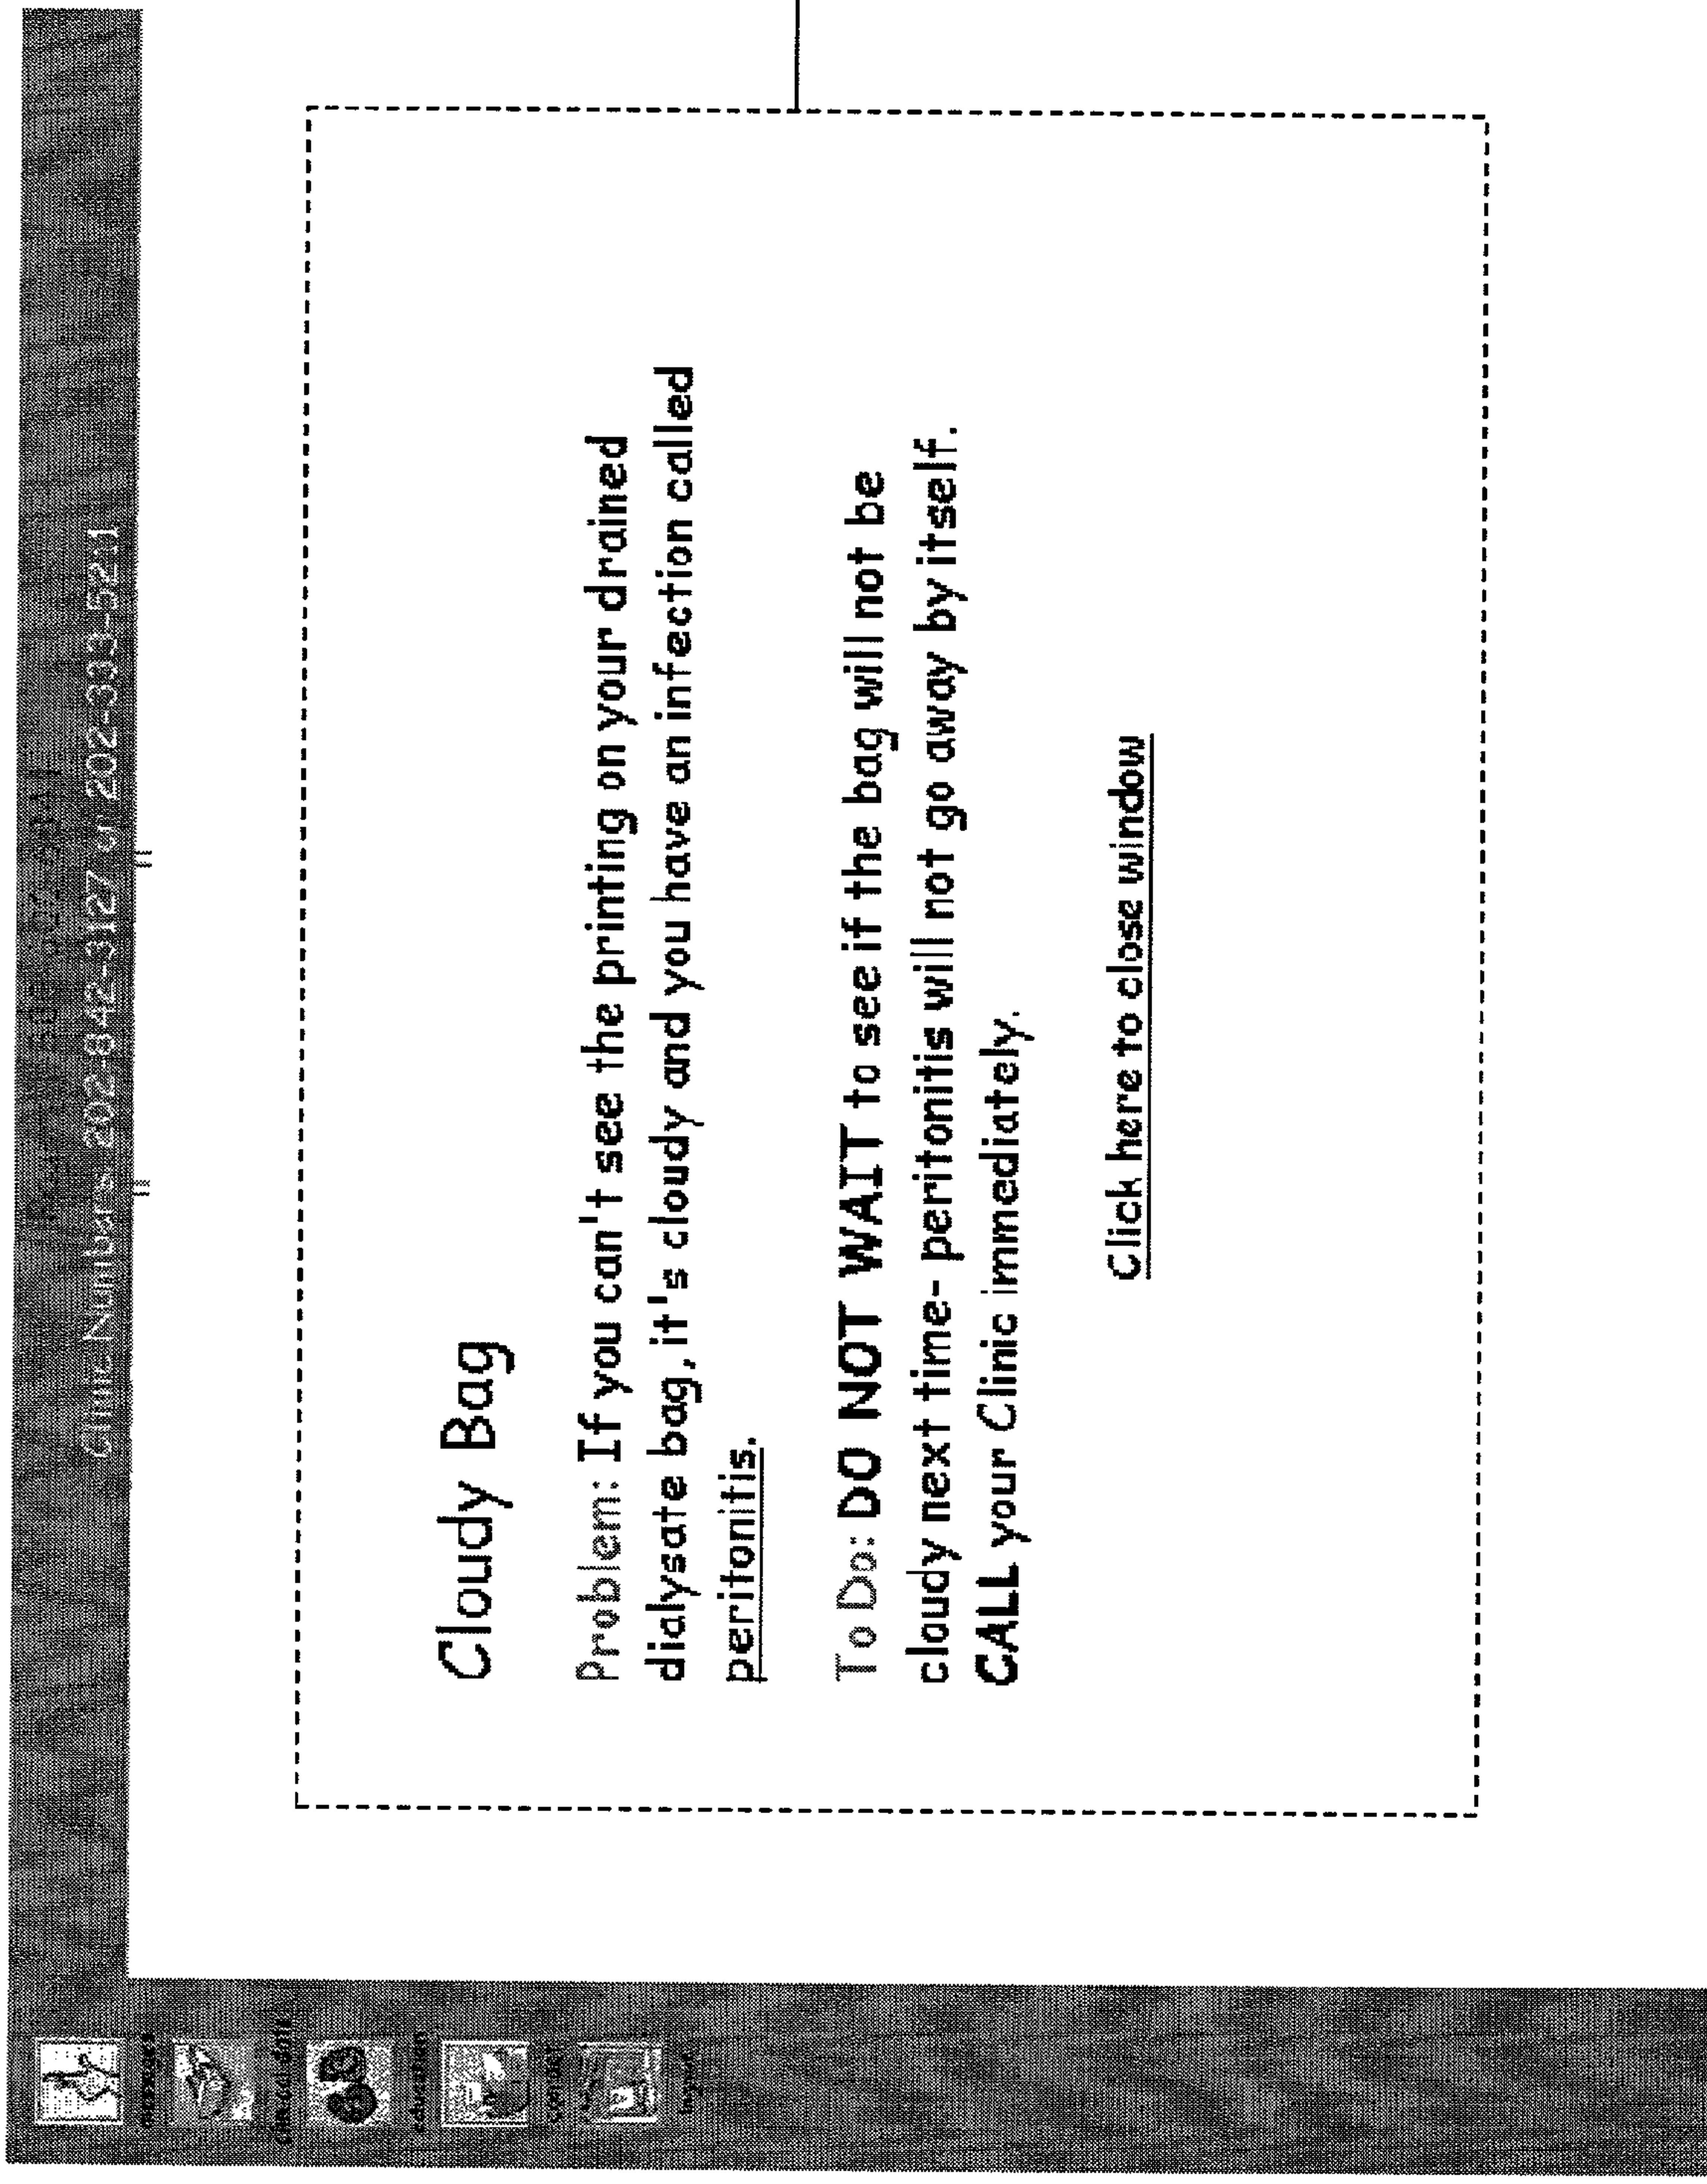 Clinic Numbers 202-842-3127 or 202-333-5211
messages
education
logout
Cloudy Bag
Problem: If you can't see the printing on your drained
dialysate bag, it's cloudy and you have an infection called
peritonitis.
To Do: DO NOT WAIT to see if the bag will not be
cloudy next time- peritonitis will not go away by itself.
CALL your Clinic immediately.
Click here to close window